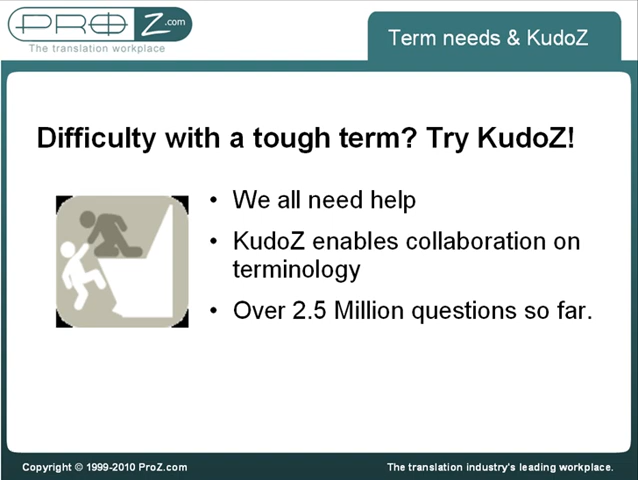 PROZ.com
The translation workplace
Term needs & KudoZ
Difficulty with a tough term? Try KudoZ!
• We all need help
• KudoZ enables collaboration on
terminology
• Over 2.5 Million questions so far.
Copyright © 1999-2010 ProZ.com
The translation industry's leading workplace.